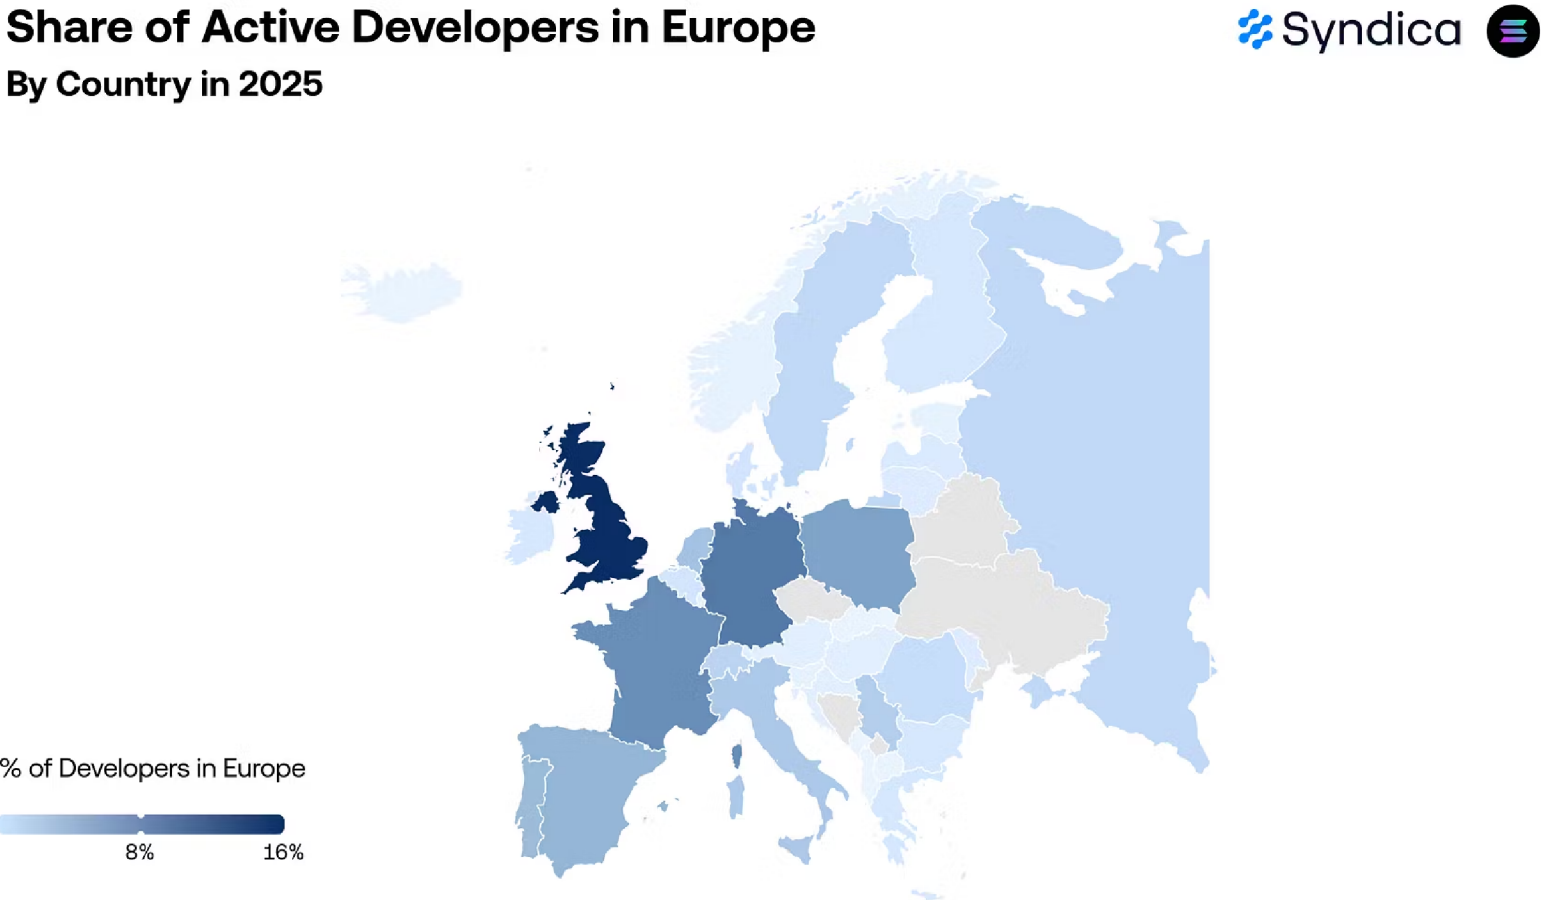 Share of Active Developers in Europe
By Country in 2025
Syndica
% of Developers in Europe
8%
16%